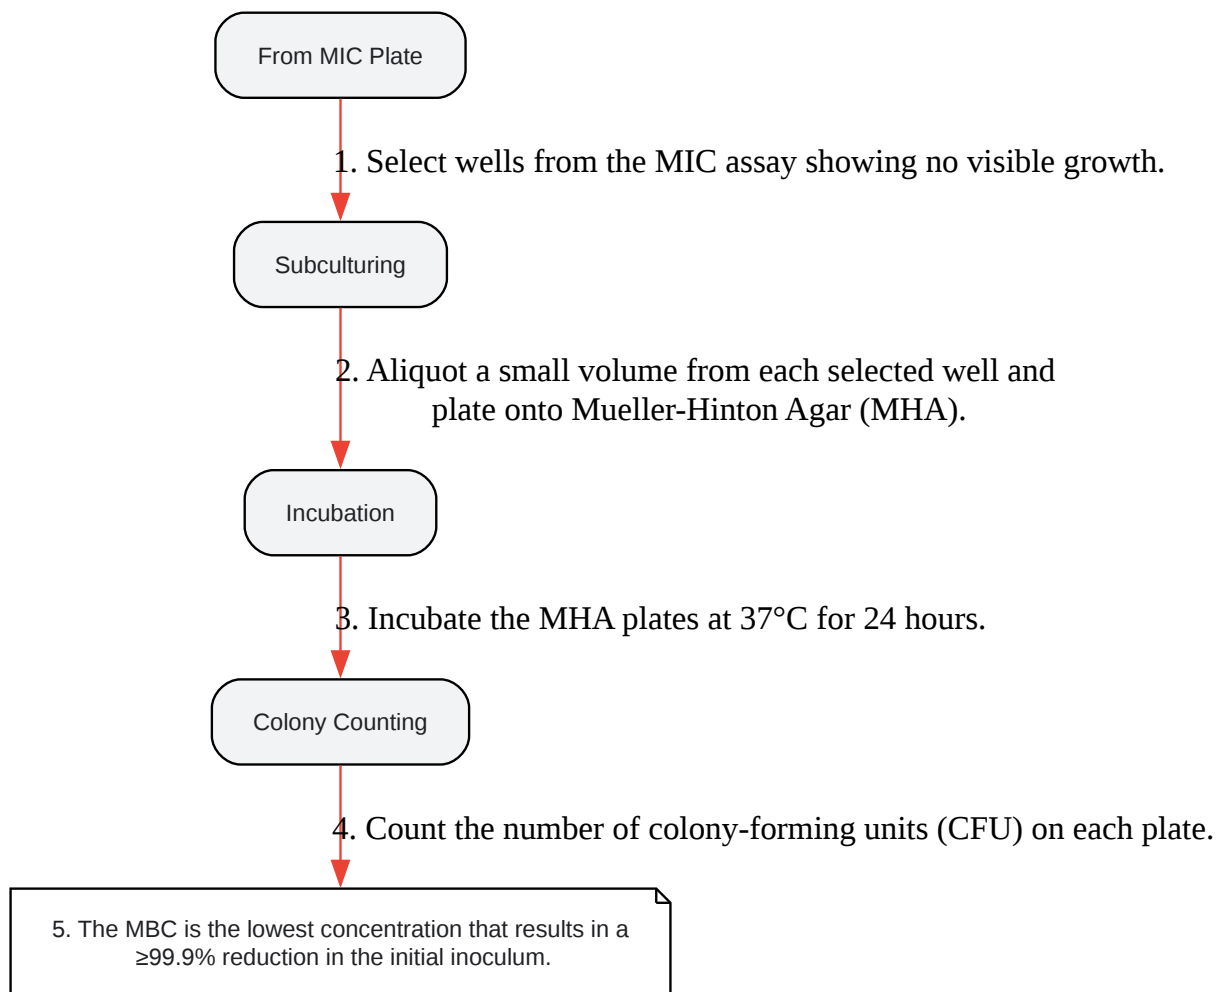 From MIC Plate
1. Select wells from the MIC assay showing no visible growth.
Subculturing
2. Aliquot a small volume from each selected well and
plate onto Mueller-Hinton Agar (MHA).
Incubation
3. Incubate the MHA plates at 37°C for 24 hours.
Colony Counting
4. Count the number of colony-forming units (CFU) on each plate.
5. The MBC is the lowest concentration that results in a
≥99.9% reduction in the initial inoculum.